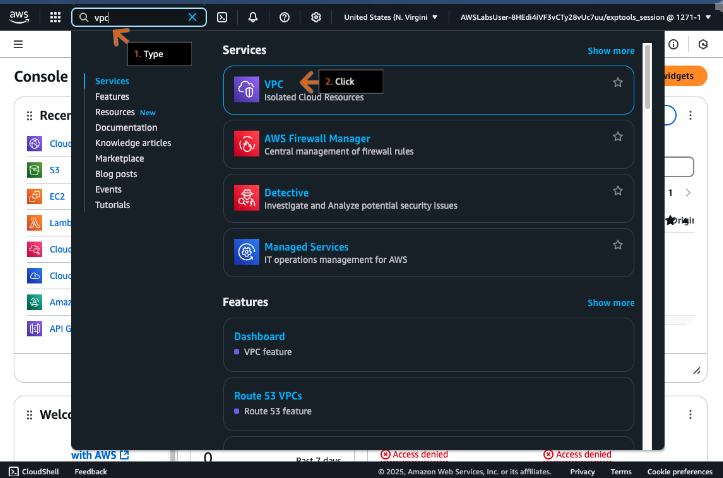 aws
vpc
United States (N. Virgini
AWSLabsUser-8HEdi4iVF3vCTy28vUc7uu/exptools_session @ 1271-1
1. Type
Console
Services
Show more
Services
Features
Resources New
Documentation
Knowledge articles
Marketplace
Blog posts
Events
Tutorials
VPC
2. Click
Isolated Cloud Resources
AWS Firewall Manager
Central management of firewall rules
Detective
Investigate and Analyze potential security issues
Managed Services
IT operations management for AWS
Features
Show more
Dashboard
VPC feature
Route 53 VPCs
Route 53 feature
widgets
1
Origin
Recen
Cloud
S3
EC2
Lamb
Cloud
Cloud
Amaz
API G
Welco
with AWS
0
Past 7 days
Access denied
Access denied
CloudShell
Feedback
© 2025, Amazon Web Services, Inc. or its affiliates.
Privacy
Terms
Cookie preferences